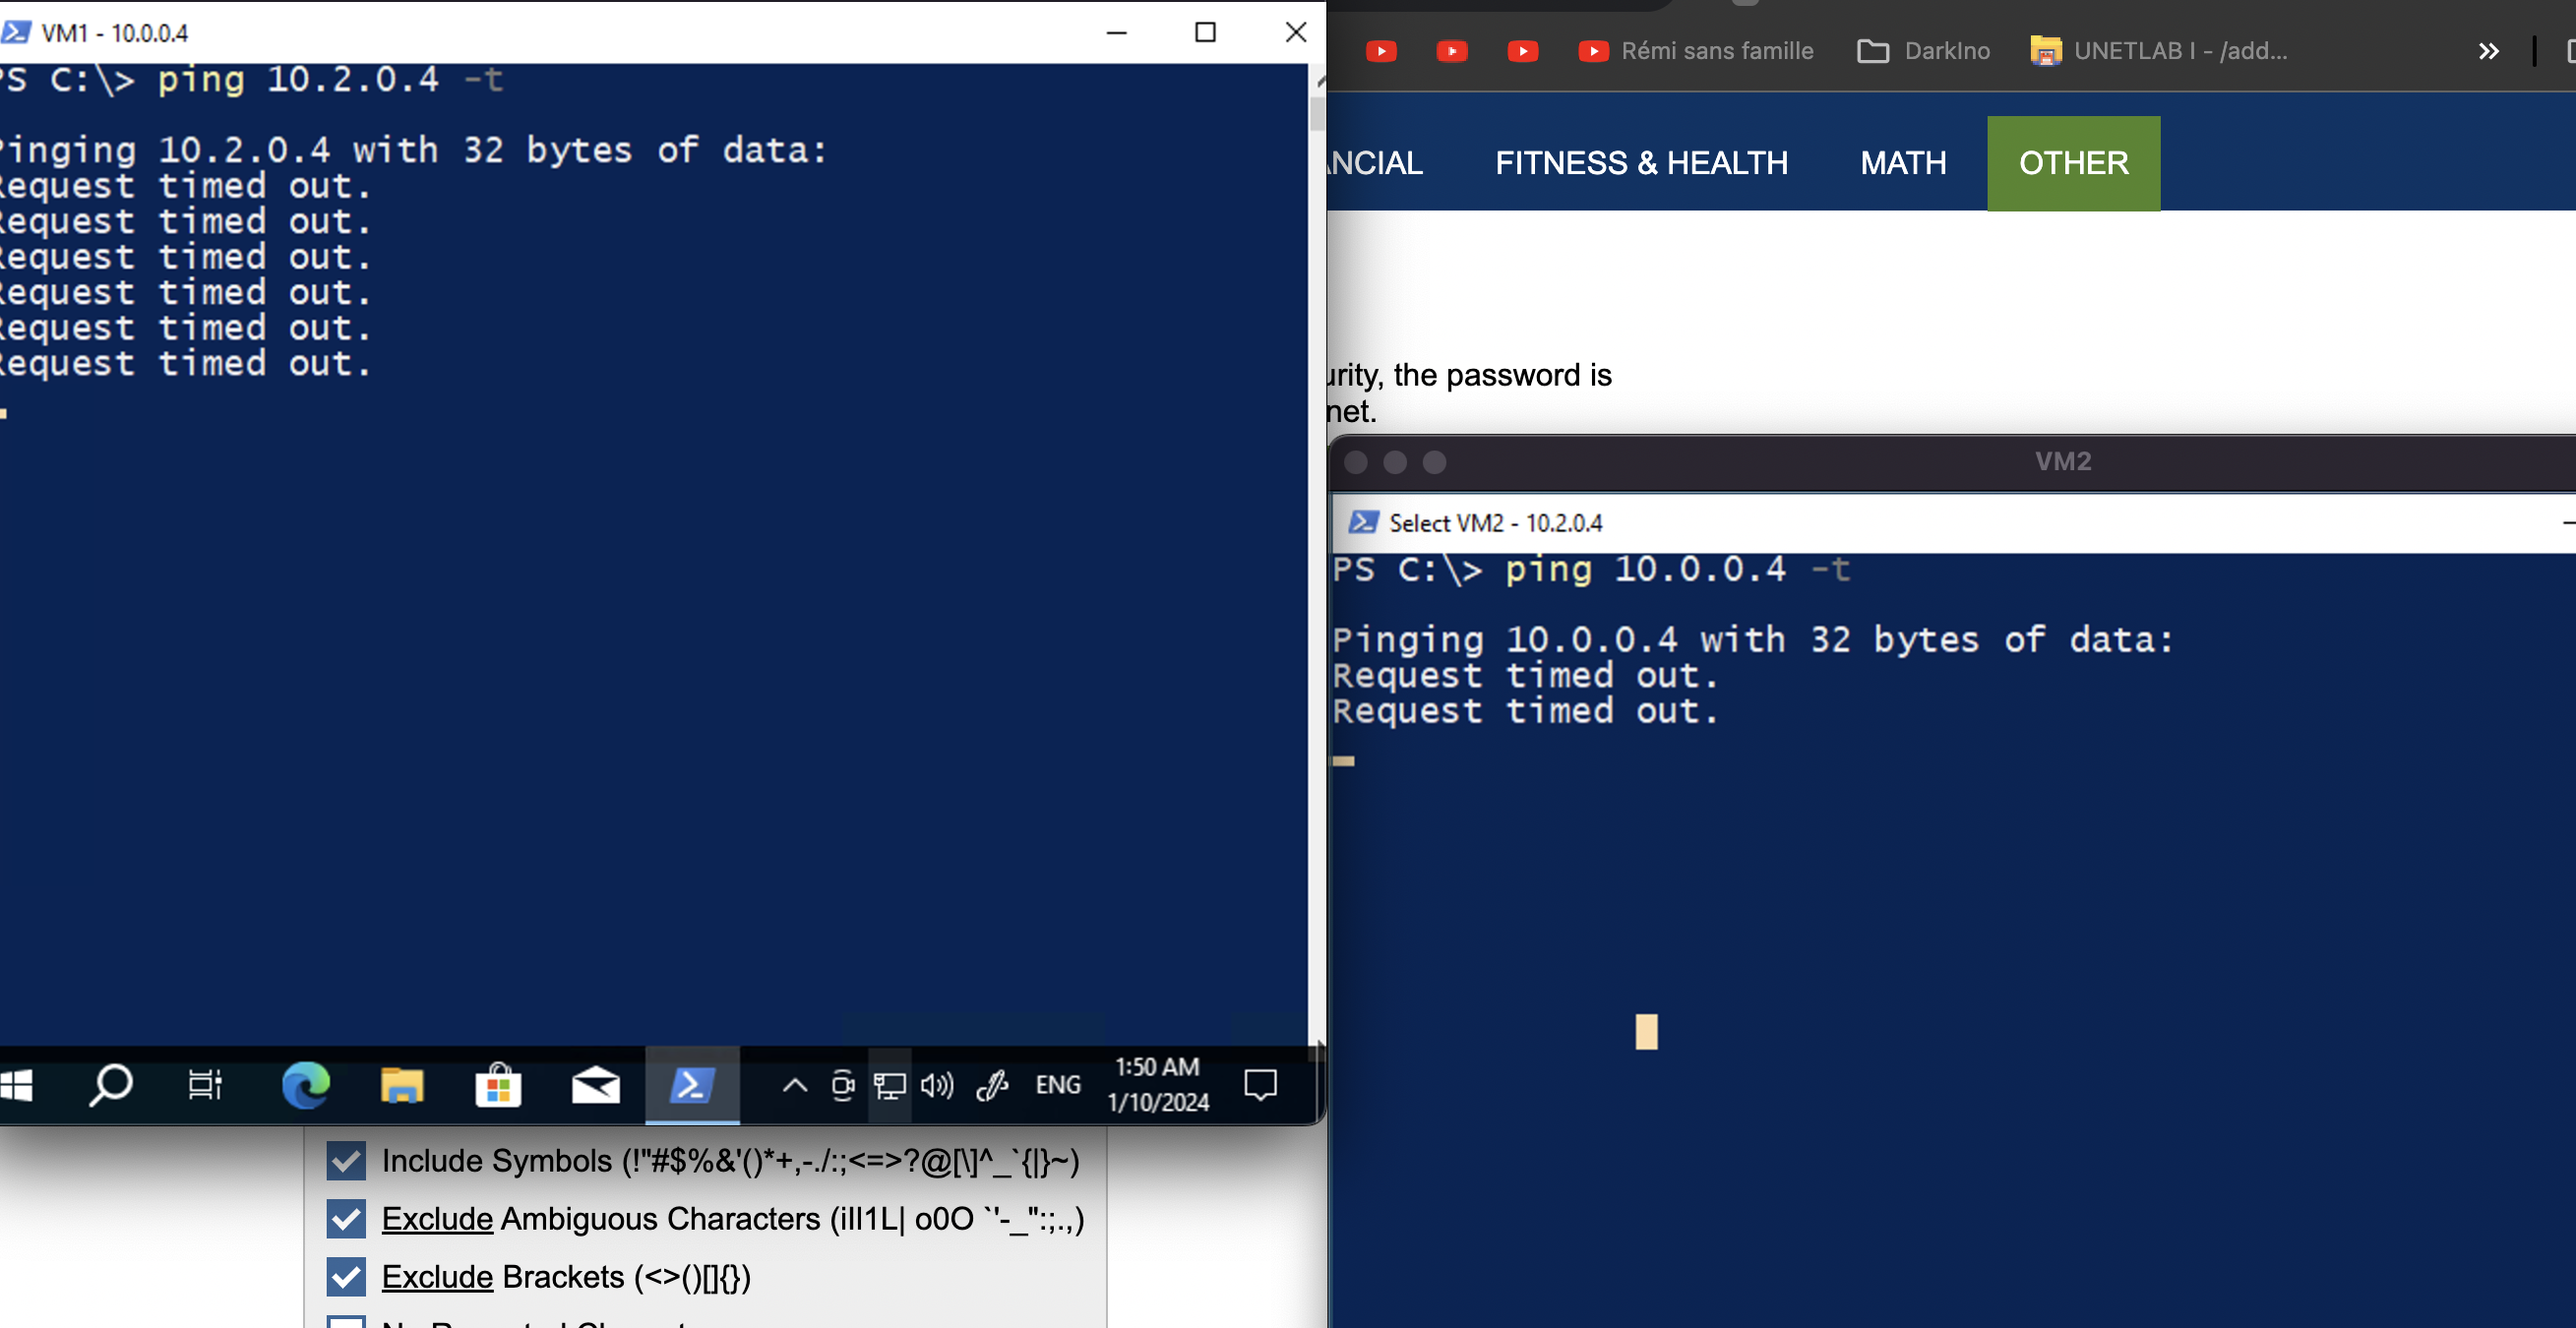 VM1 - 10.0.0.4
PS C:\> ping 10.2.0.4 -t
Pinging 10.2.0.4 with 32 bytes of data:
Request timed out.
Request timed out.
Request timed out.
Request timed out.
Request timed out.
Request timed out.
ENG
1:50 AM
1/10/2024
Include Symbols (!"#$%&'()*+,-./:;<=>?@[\]^_`{|}~)
Exclude Ambiguous Characters (iIl1L| o0O `'-_":;.,)
Exclude Brackets (<>()[]{})
Rémi sans famille
DarkIno
UNETLAB I - /add...
NCIAL FITNESS & HEALTH MATH OTHER
urity, the password is
net.
VM2
Select VM2 - 10.2.0.4
PS C:\> ping 10.0.0.4 -t
Pinging 10.0.0.4 with 32 bytes of data:
Request timed out.
Request timed out.